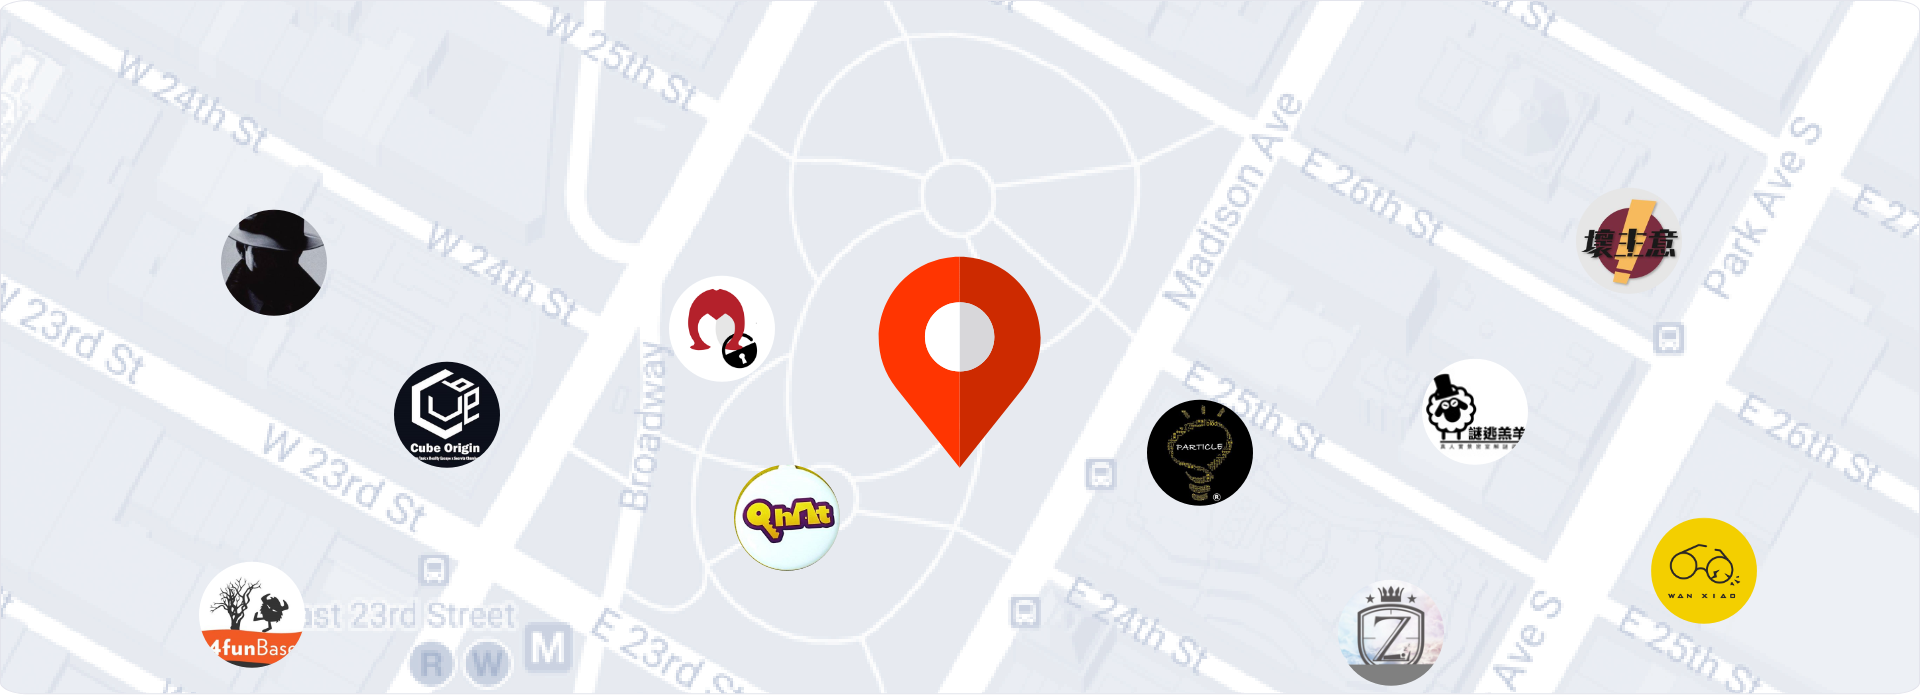 W 25th St
W 24th St
Madison Ave
E 26th St
Park Ave S
E 27
W 24th St
壞主意
W 23rd St
Broadway
E 25th St
Cube Origin
謎逃羔羊
E 26th St
PARTICLE
®
W 23rd St
Qhat
WAN XIAO
ast 23rd Street
4funBase
R
W
M
E 23rd St
E 24th St
Z
Ave S
E 25th St